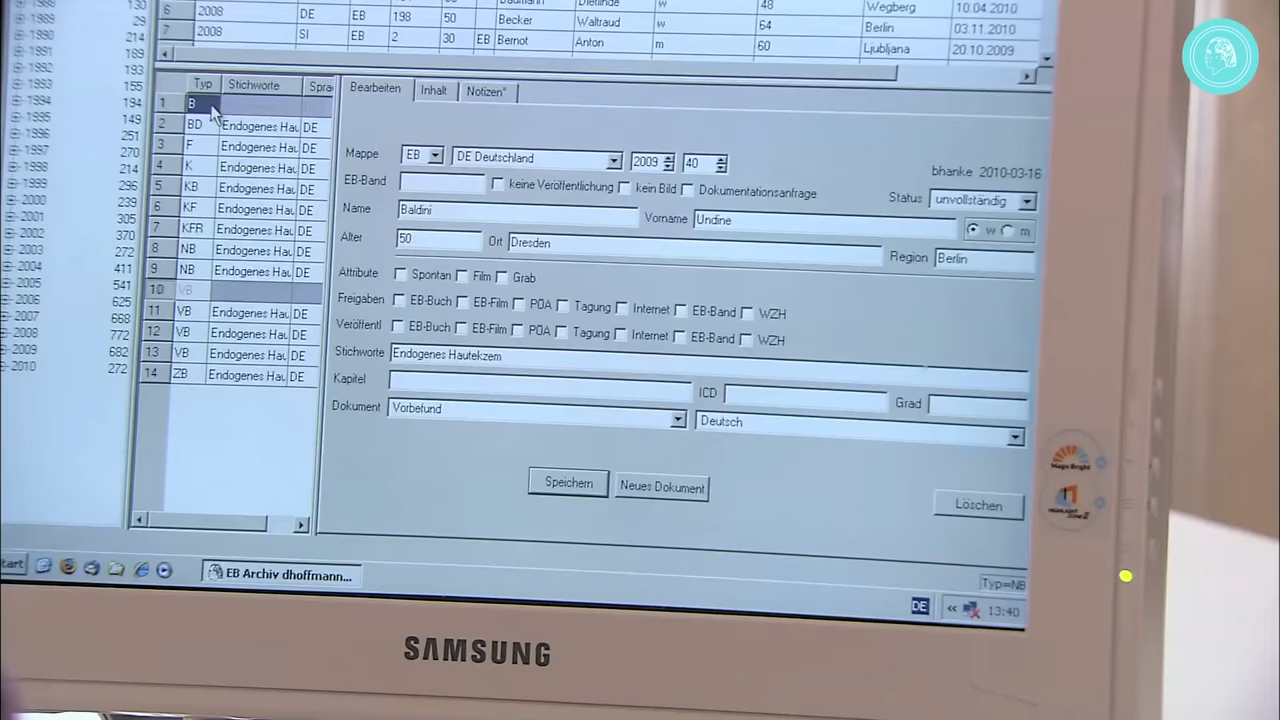 1988 130
1989 29
1990 214
1991 189
1992 193
1993 155
1994 194
1995 149
1996 251
1997 270
1998 214
1999 296
2000 239
2001 305
2002 370
2003 272
2004 411
2005 541
2006 625
2007 668
2008 772
2009 682
2010 272
Baumann Dierlinde w 48 Wegberg 10.04.2010
6 2008 DE EB 198 50 Becker Waltraud w 64 Berlin 03.11.2010
7 2008 SI EB 2 30 EB Bernot Anton m 60 Ljubljana 20.10.2009
Typ Stichworte Spra
1 B
2 BD Endogenes Hau DE
3 F Endogenes Hau DE
4 K Endogenes Hau DE
5 KB Endogenes Hau DE
6 KF Endogenes Hau DE
7 KFR Endogenes Hau DE
8 NB Endogenes Hau DE
9 NB Endogenes Hau DE
10 VB
11 VB Endogenes Hau DE
12 VB Endogenes Hau DE
13 VB Endogenes Hau DE
14 ZB Endogenes Hau DE
Bearbeiten Inhalt Notizen*
Mappe EB DE Deutschland 2009 40
bhanke 2010-03-16
EB-Band keine Veröffentlichung kein Bild Dokumentationsanfrage Status unvollständig
Name Baldini Vorname Undine w m
Alter 50 Ort Dresden Region Berlin
Attribute Spontan Film Grab
Freigaben EB-Buch EB-Film POA Tagung Internet EB-Band WZH
Veröffentl EB-Buch EB-Film POA Tagung Internet EB-Band WZH
Stichworte Endogenes Hautekzem
Kapitel ICD Grad
Dokument Vorbefund Deutsch
Speichern Neues Dokument Löschen
Typ=NB
tart EB Archiv dhoffmann... DE « 13:40
MagicBright
SAMSUNG